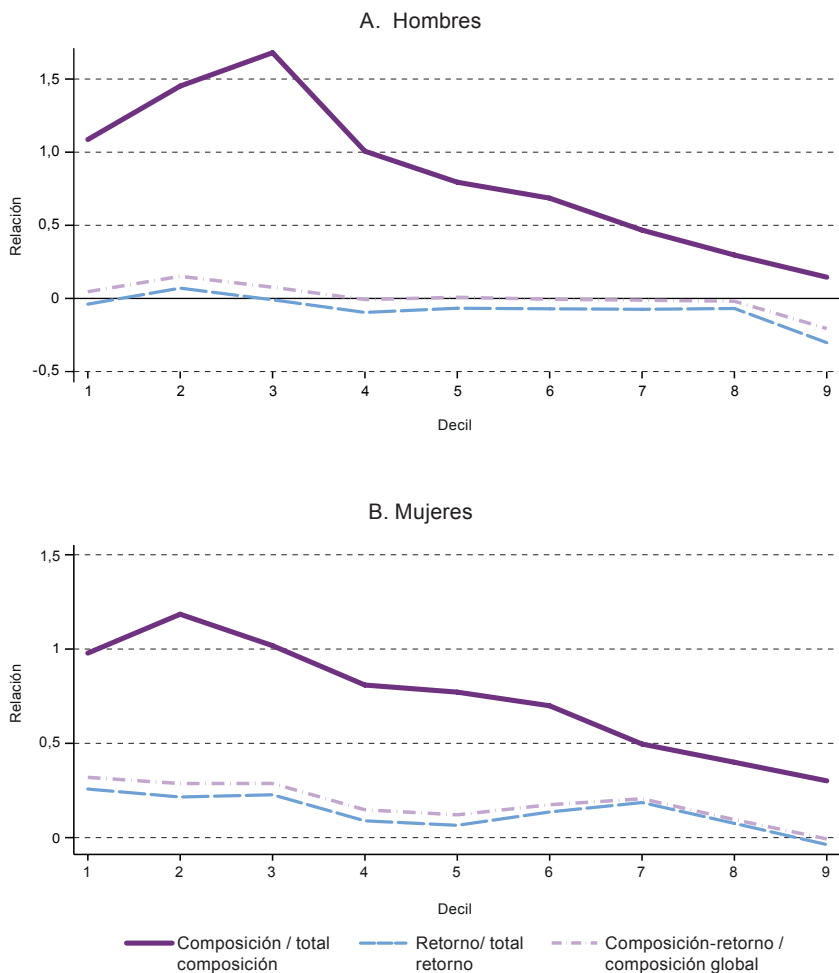 A. Hombres
1,5
1,0
0,5
0
-0,5
Relación
1 2 3 4 5 6 7 8 9
Decil
B. Mujeres
1,5
1
0,5
0
Relación
1 2 3 4 5 6 7 8 9
Decil
Composición / total
composición
Retorno/ total
retorno
Composición-retorno /
composición global